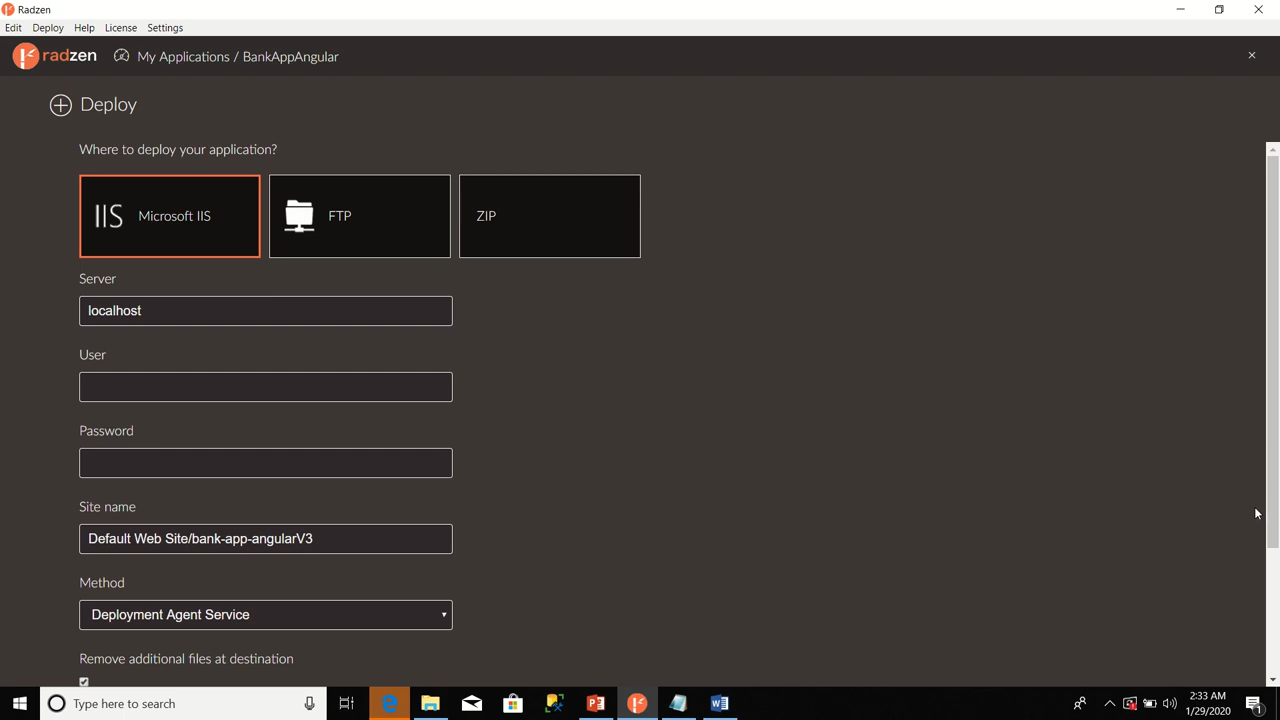 Radzen
Edit Deploy Help License Settings
radzen My Applications / BankAppAngular
Deploy
Where to deploy your application?
IIS Microsoft IIS FTP ZIP
Server
localhost
User
Password
Site name
Default Web Site/bank-app-angularV3
Method
Deployment Agent Service
Remove additional files at destination
Type here to search
2:33 AM
1/29/2020
1